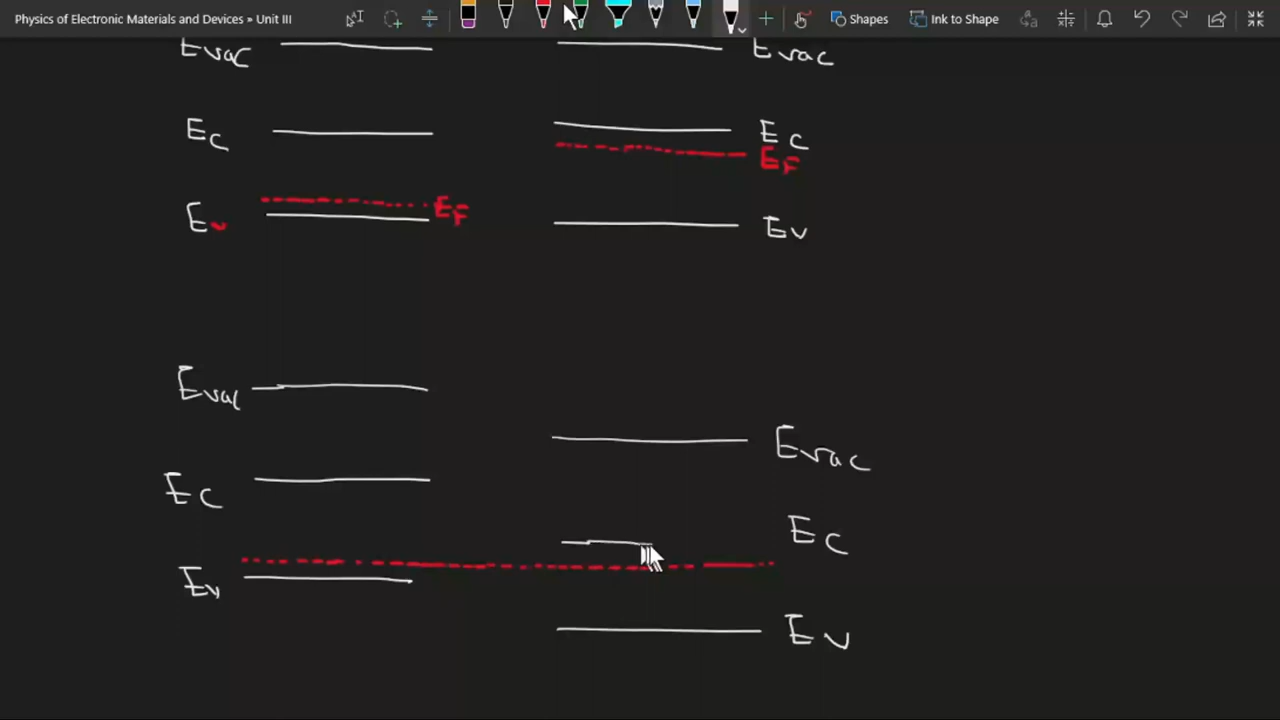 Physics of Electronic Materials and Devices » Unit III
Shapes
Ink to Shape
Evac
Evac
Ec
Ec
EF
Ev
EF
Ev
Evac
Evac
Ec
Ec
Ev
Ev